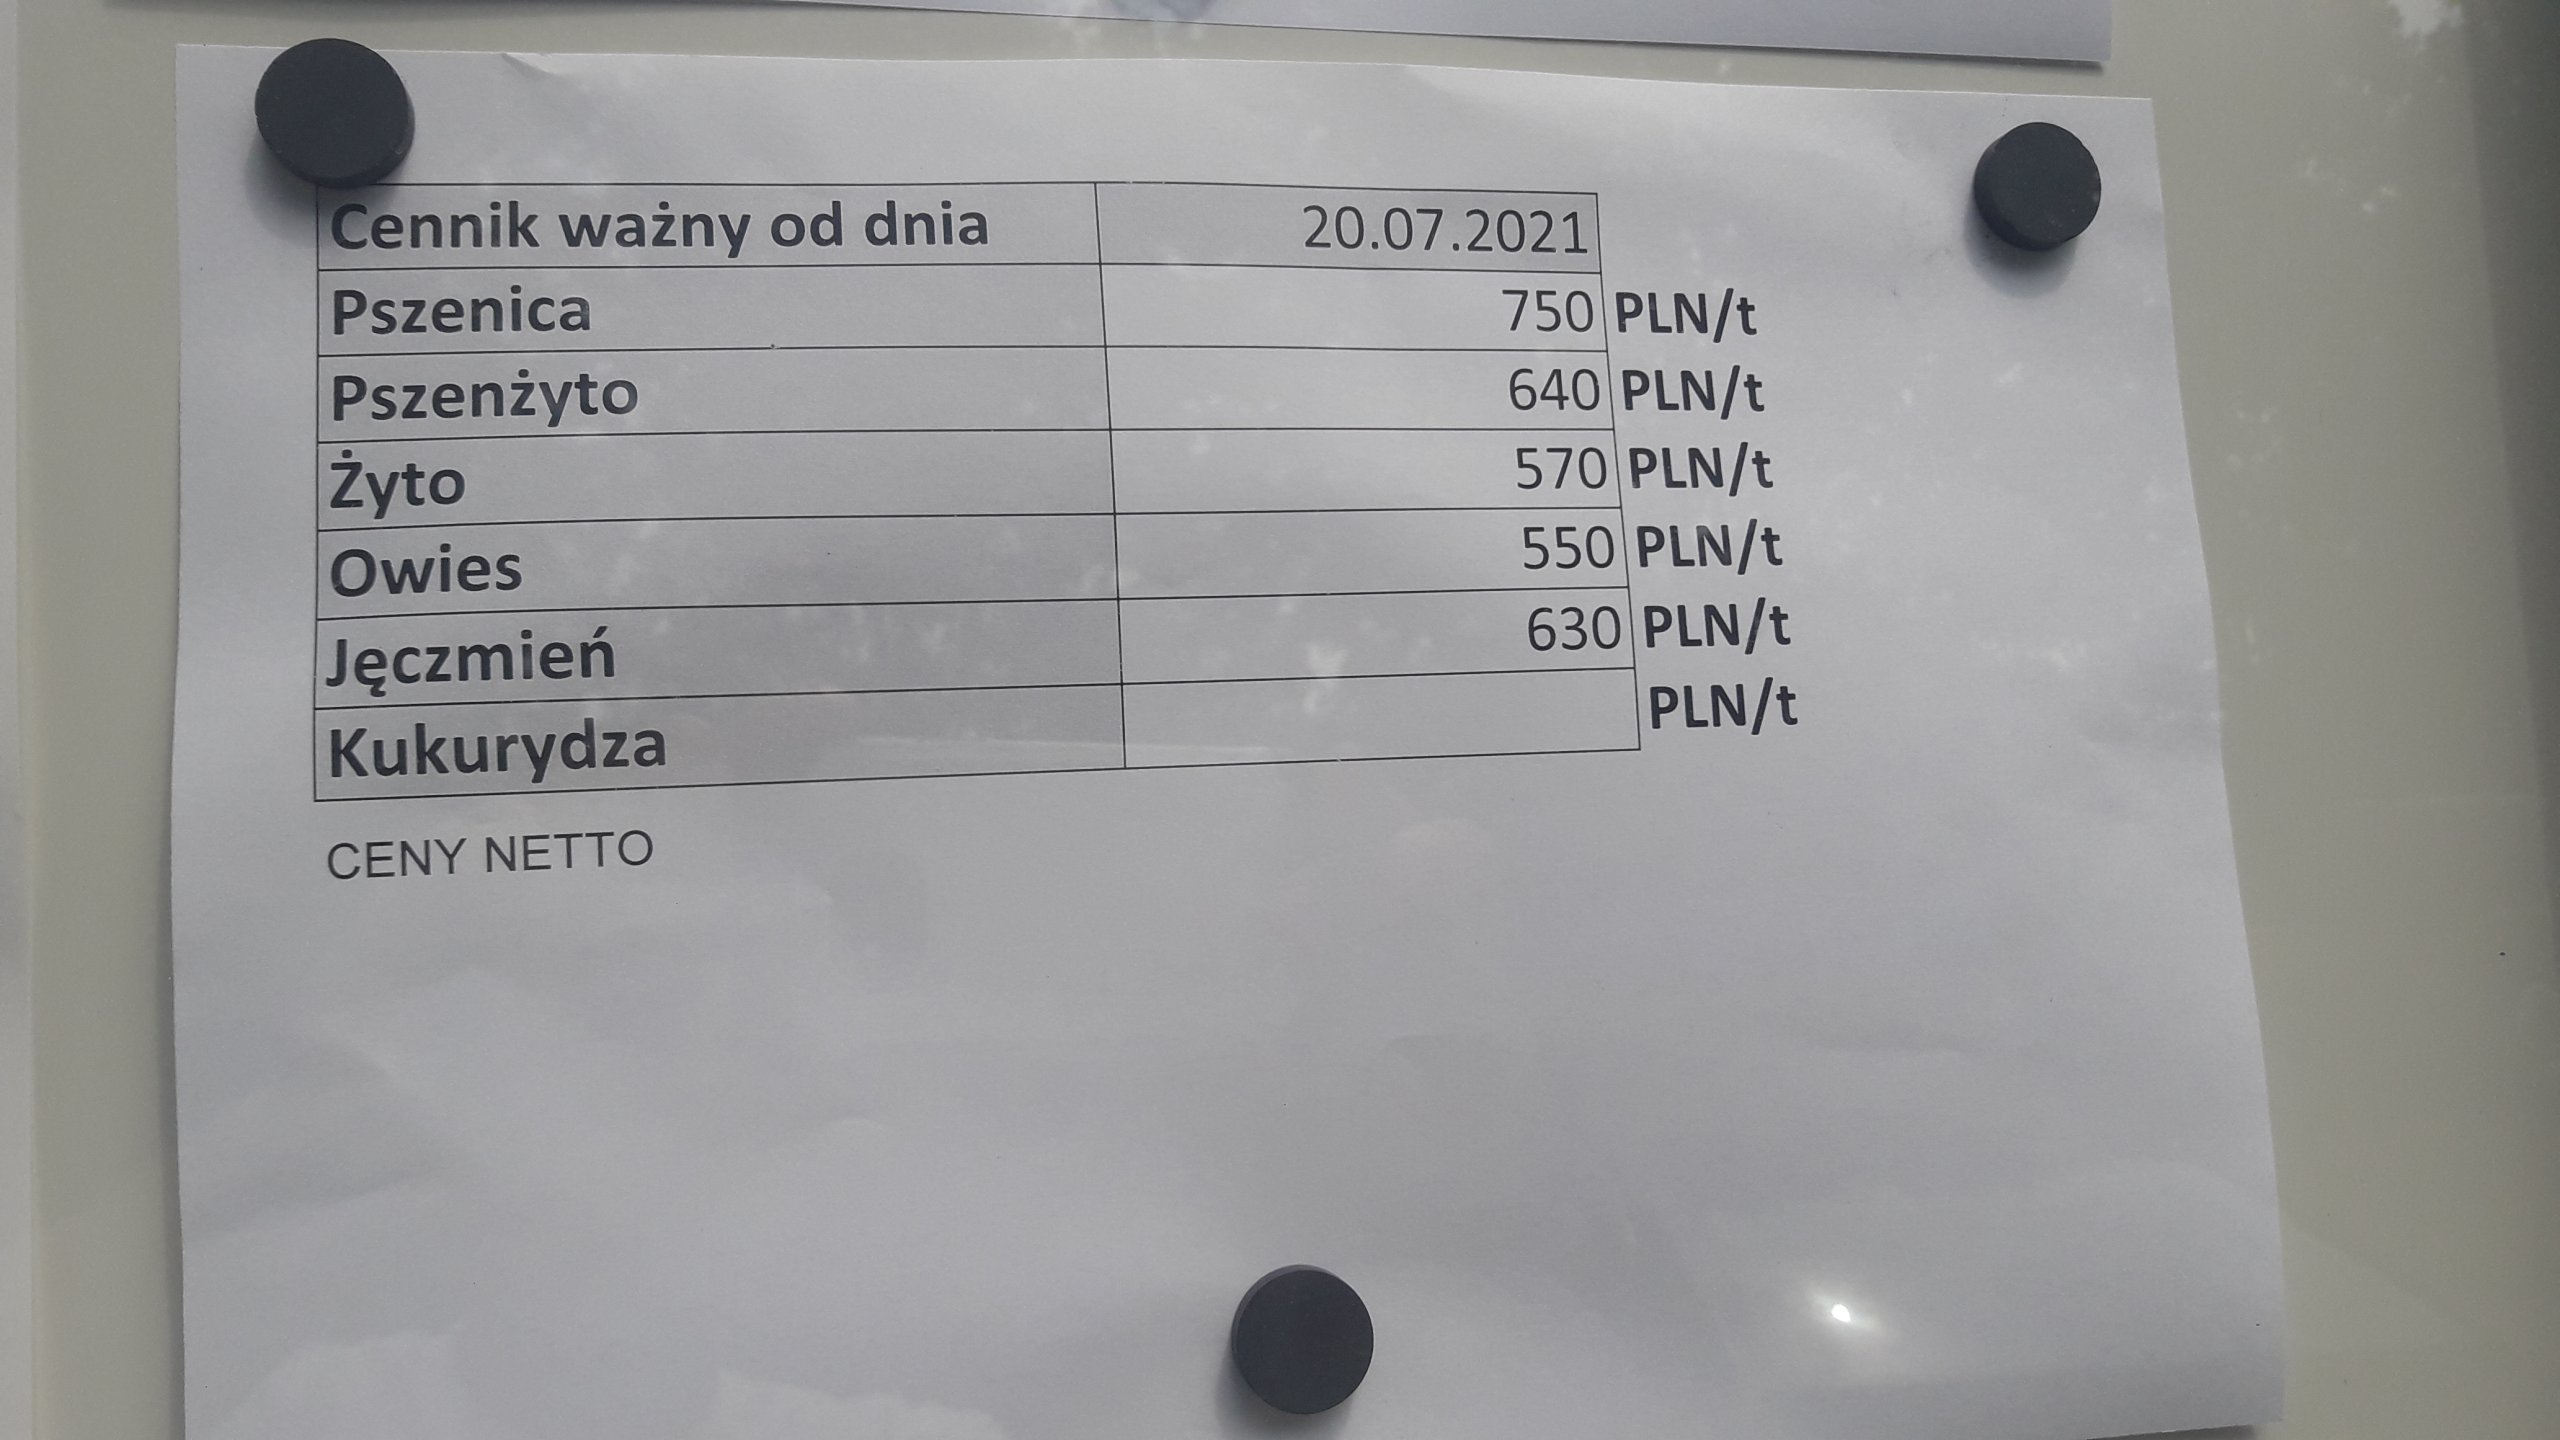 Cennik ważny od dnia 20.07.2021
Pszenica 750 PLN/t
Pszenżyto 640 PLN/t
Żyto 570 PLN/t
Owies 550 PLN/t
Jęczmień 630 PLN/t
Kukurydza PLN/t
CENY NETTO